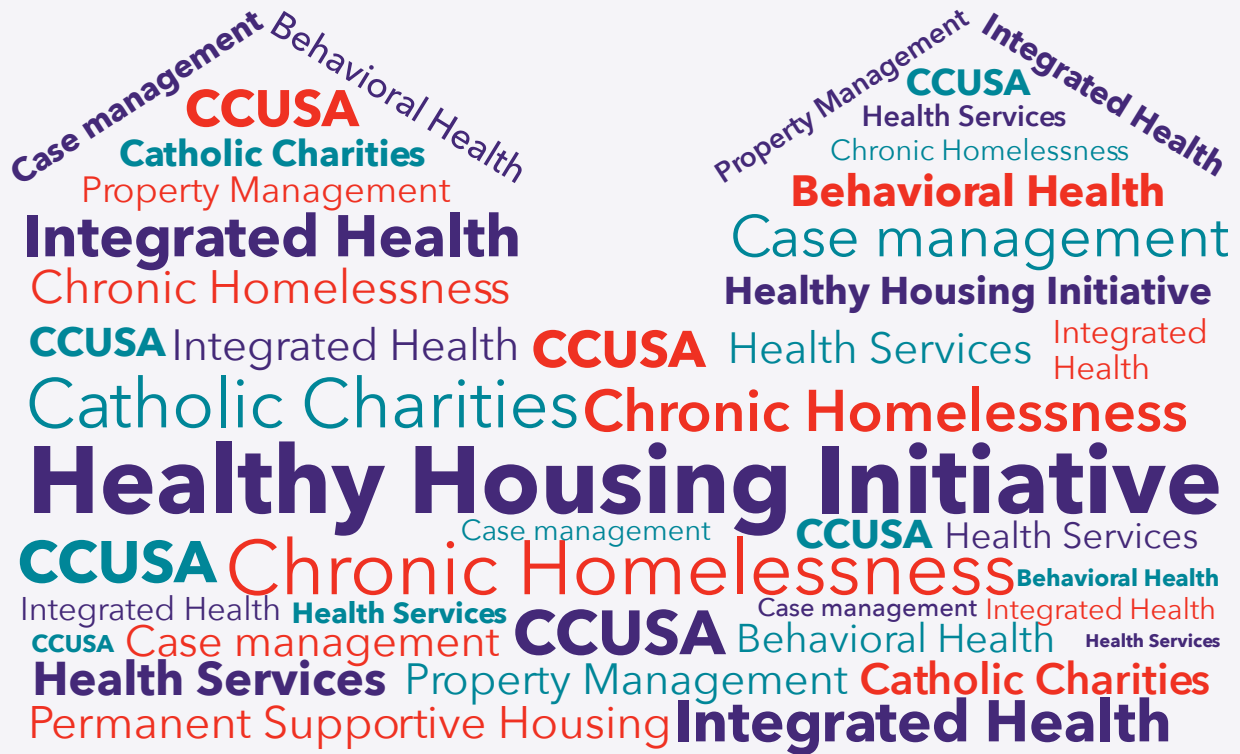 Case management Behavioral Health
CCUSA
Catholic Charities
Property Management
Integrated Health
Chronic Homelessness
Property Management Integrated Health
CCUSA
Health Services
Chronic Homelessness
Behavioral Health
Case management
Healthy Housing Initiative
CCUSA Integrated Health CCUSA Health Services Integrated Health
Catholic Charities Chronic Homelessness
Healthy Housing Initiative
Case management CCUSA Health Services
CCUSA Chronic Homelessness Behavioral Health
Integrated Health Health Services CCUSA Case management Integrated Health
CCUSA Case management Behavioral Health Health Services
Health Services Property Management Catholic Charities
Permanent Supportive Housing Integrated Health